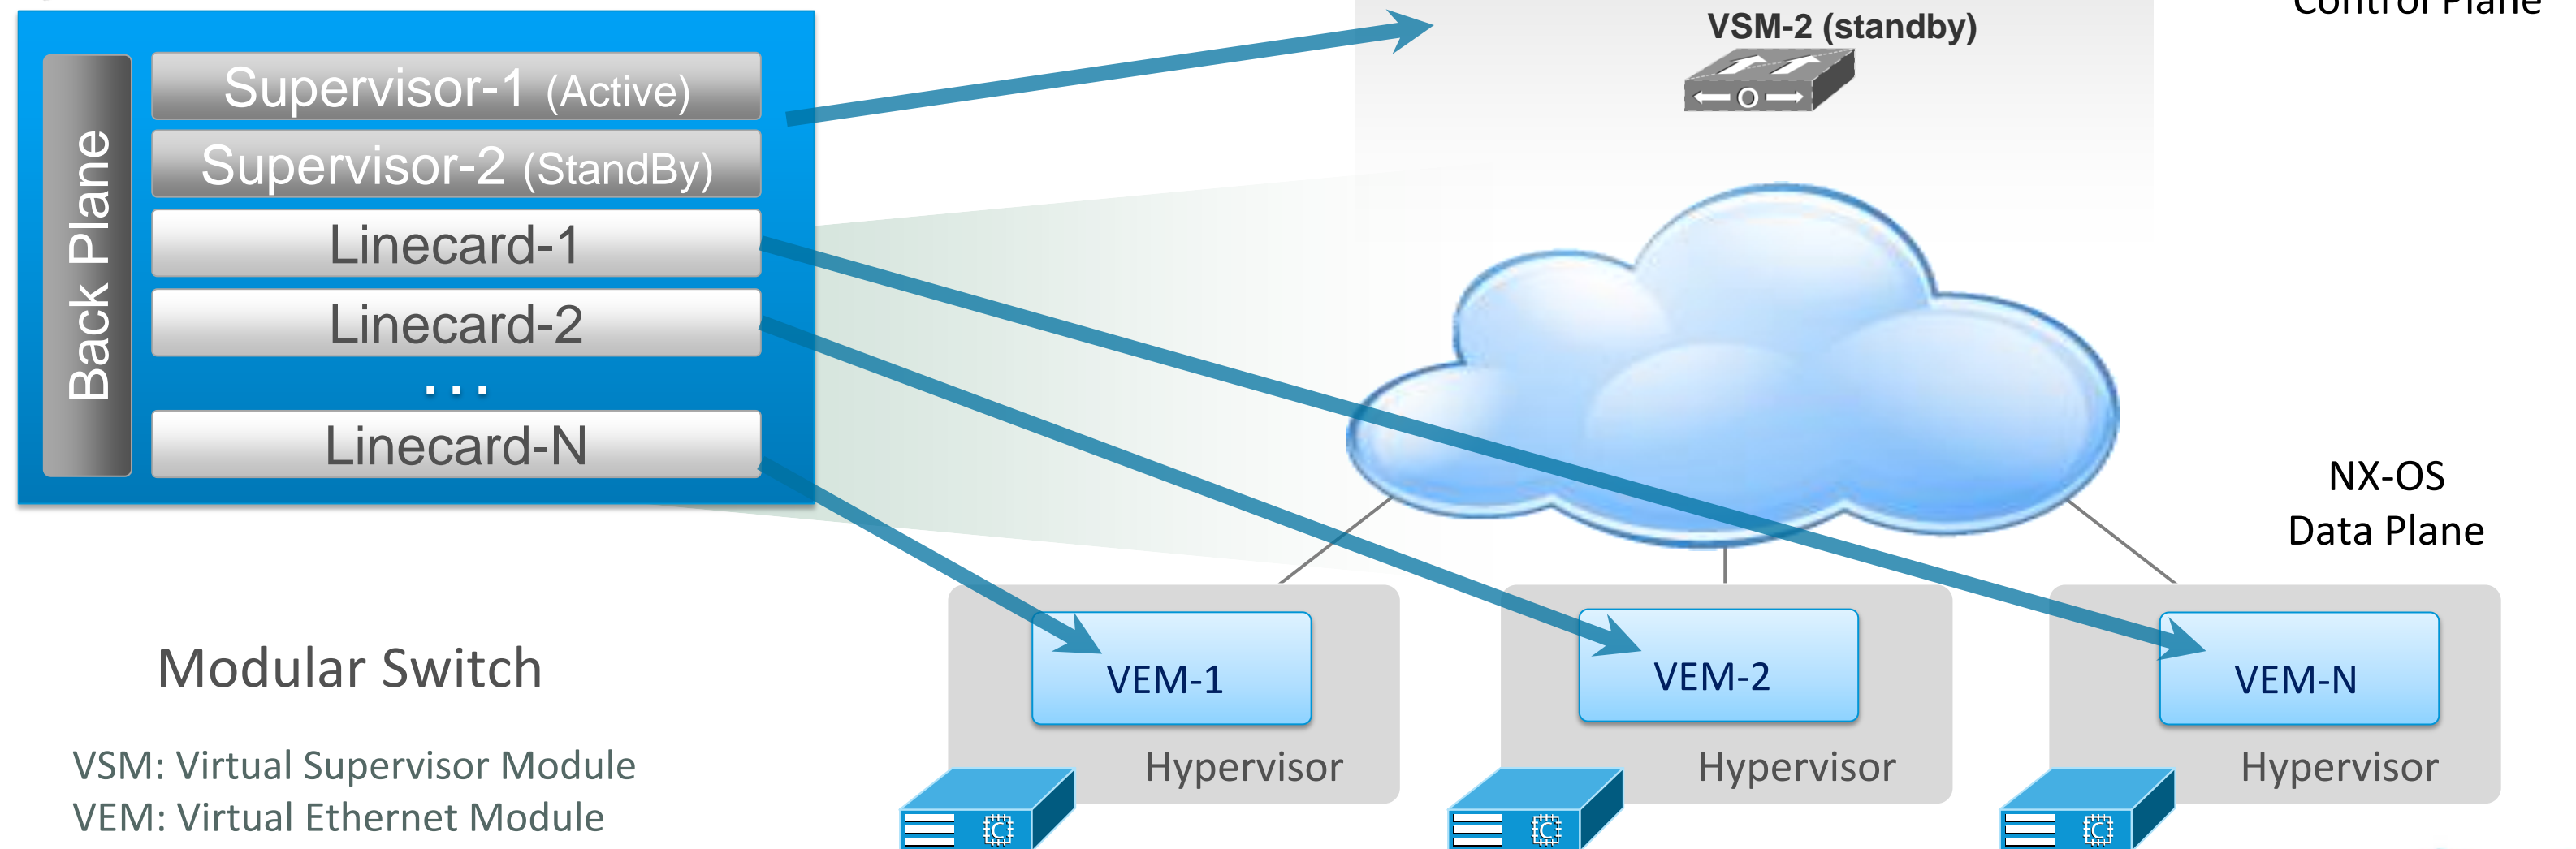 Control Plane
VSM-2 (standby)
Back Plane
Supervisor-1 (Active)
Supervisor-2 (StandBy)
Linecard-1
Linecard-2
...
Linecard-N
NX-OS
Data Plane
Modular Switch
VSM: Virtual Supervisor Module
VEM: Virtual Ethernet Module
VEM-1
Hypervisor
VEM-2
Hypervisor
VEM-N
Hypervisor
C
C
C